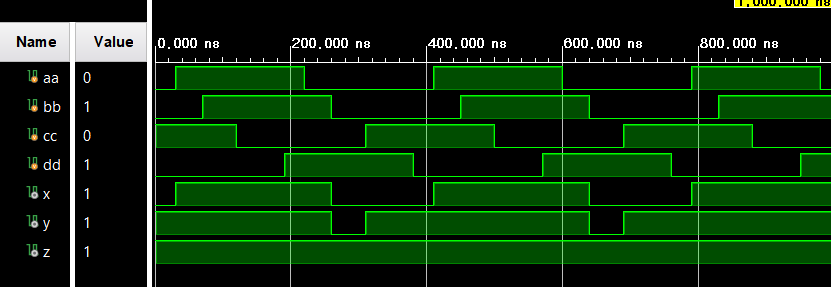 1,000.000 ns
Name Value 0.000 ns 200.000 ns 400.000 ns 600.000 ns 800.000 ns
aa 0
bb 1
cc 0
dd 1
x 1
y 1
z 1